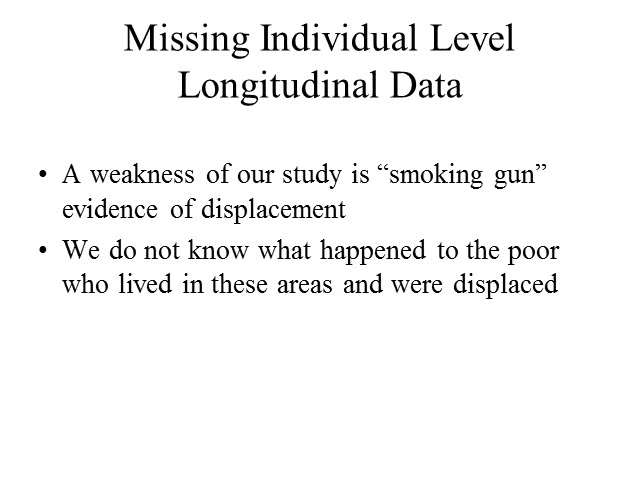 Missing Individual Level
Longitudinal Data
• A weakness of our study is “smoking gun”
evidence of displacement
• We do not know what happened to the poor
who lived in these areas and were displaced